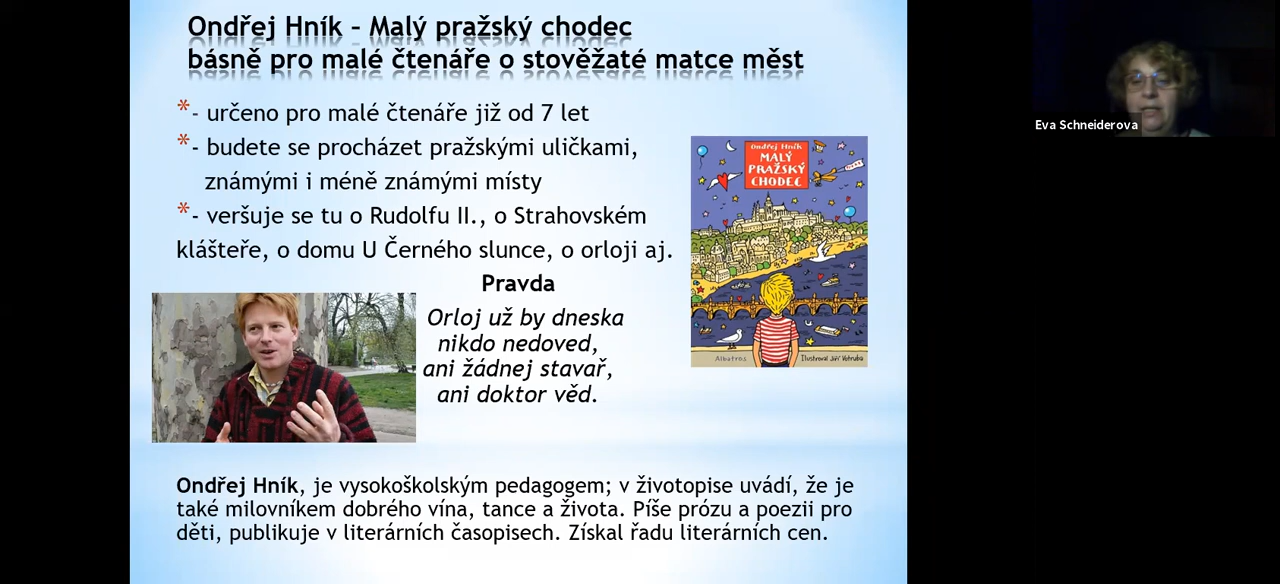 Ondřej Hník – Malý pražský chodec
básně pro malé čtenáře o stověžaté matce měst
*- určeno pro malé čtenáře již od 7 let
*- budete se procházet pražskými uličkami,
známými i méně známými místy
*- veršuje se tu o Rudolfu II., o Strahovském
klášteře, o domu U Černého slunce, o orloji aj.
Pravda
Orloj už by dneska
nikdo nedoved,
ani žádnej stavař,
ani doktor věd.
Ondřej Hník
MALÝ
PRAŽSKÝ
CHODEC
Albatros
Ilustroval Jiří Votruba
Ondřej Hník, je vysokoškolským pedagogem; v životopise uvádí, že je
také milovníkem dobrého vína, tance a života. Píše prózu a poezii pro
děti, publikuje v literárních časopisech. Získal řadu literárních cen.
Eva Schneiderova